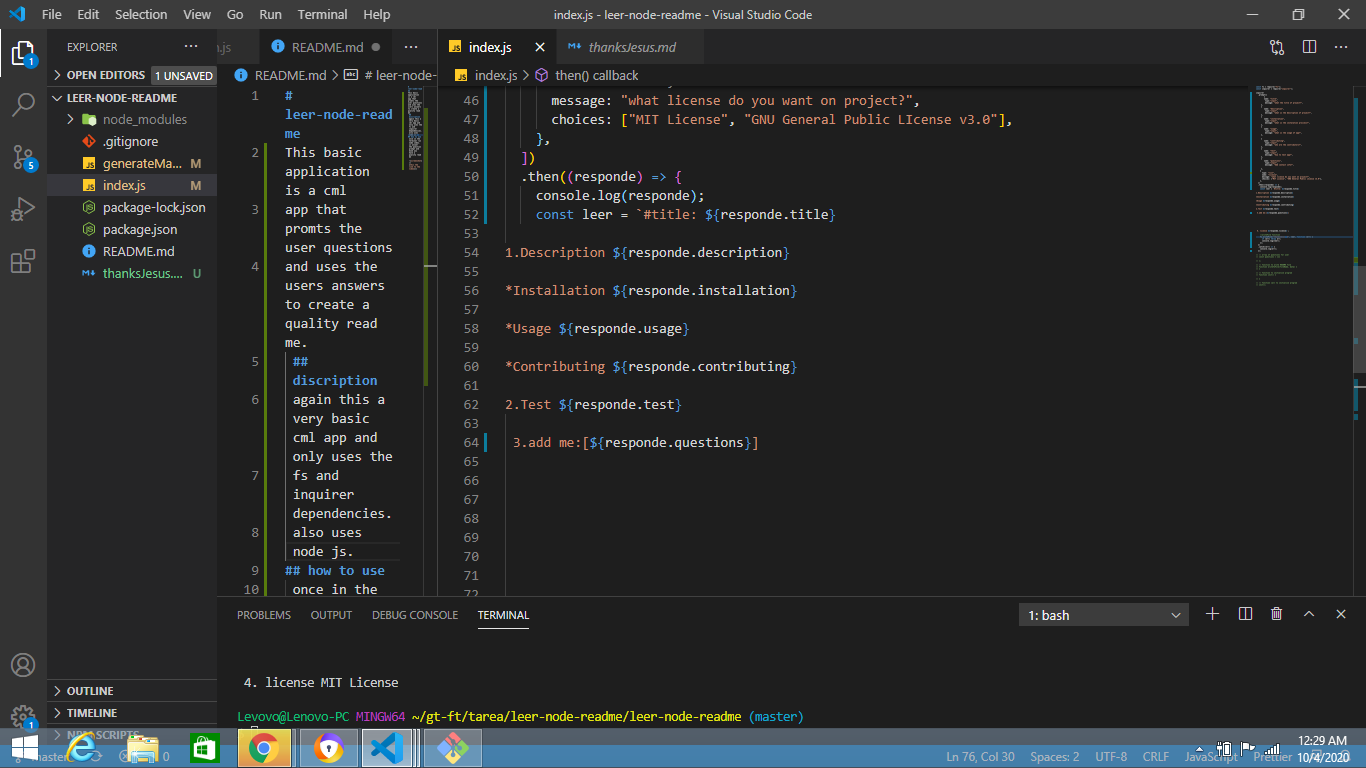 File Edit Selection View Go Run Terminal Help
index.js - leer-node-readme - Visual Studio Code
EXPLORER
OPEN EDITORS 1 UNSAVED
LEER-NODE-README
node_modules
.gitignore
generateMa... M
index.js M
package-lock.json
package.json
README.md
thanksJesus.... U
OUTLINE
TIMELINE
NPM SCRIPTS
1
5
1
.js
README.md
README.md > # leer-node-
1 #
leer-node-read
me
2 This basic
application
is a cml
3 app that
promts the
user questions
4 and uses the
users answers
to create a
quality read
me.
5 ##
discription
6 again this a
very basic
cml app and
only uses the
7 fs and
inquirer
dependencies.
8 also uses
node js.
9 ## how to use
10 once in the
index.js
thanksJesus.md
index.js > then() callback
46 message: "what license do you want on project?",
47 choices: ["MIT License", "GNU General Public LIcense v3.0"],
48 },
49 ])
50 .then((responde) => {
51 console.log(responde);
52 const leer = `#title: ${responde.title}
53
54 1.Description ${responde.description}
55
56 *Installation ${responde.installation}
57
58 *Usage ${responde.usage}
59
60 *Contributing ${responde.contributing}
61
62 2.Test ${responde.test}
63
64 3.add me:[${responde.questions}]
65
66
67
68
69
70
71
72
PROBLEMS OUTPUT DEBUG CONSOLE TERMINAL
1: bash
4. license MIT License
Levovo@Lenovo-PC MINGW64 ~/gt-ft/tarea/leer-node-readme/leer-node-readme (master)
Ln 76, Col 30 Spaces: 2 UTF-8 CRLF JavaScript Prettier
12:29 AM
10/4/2020